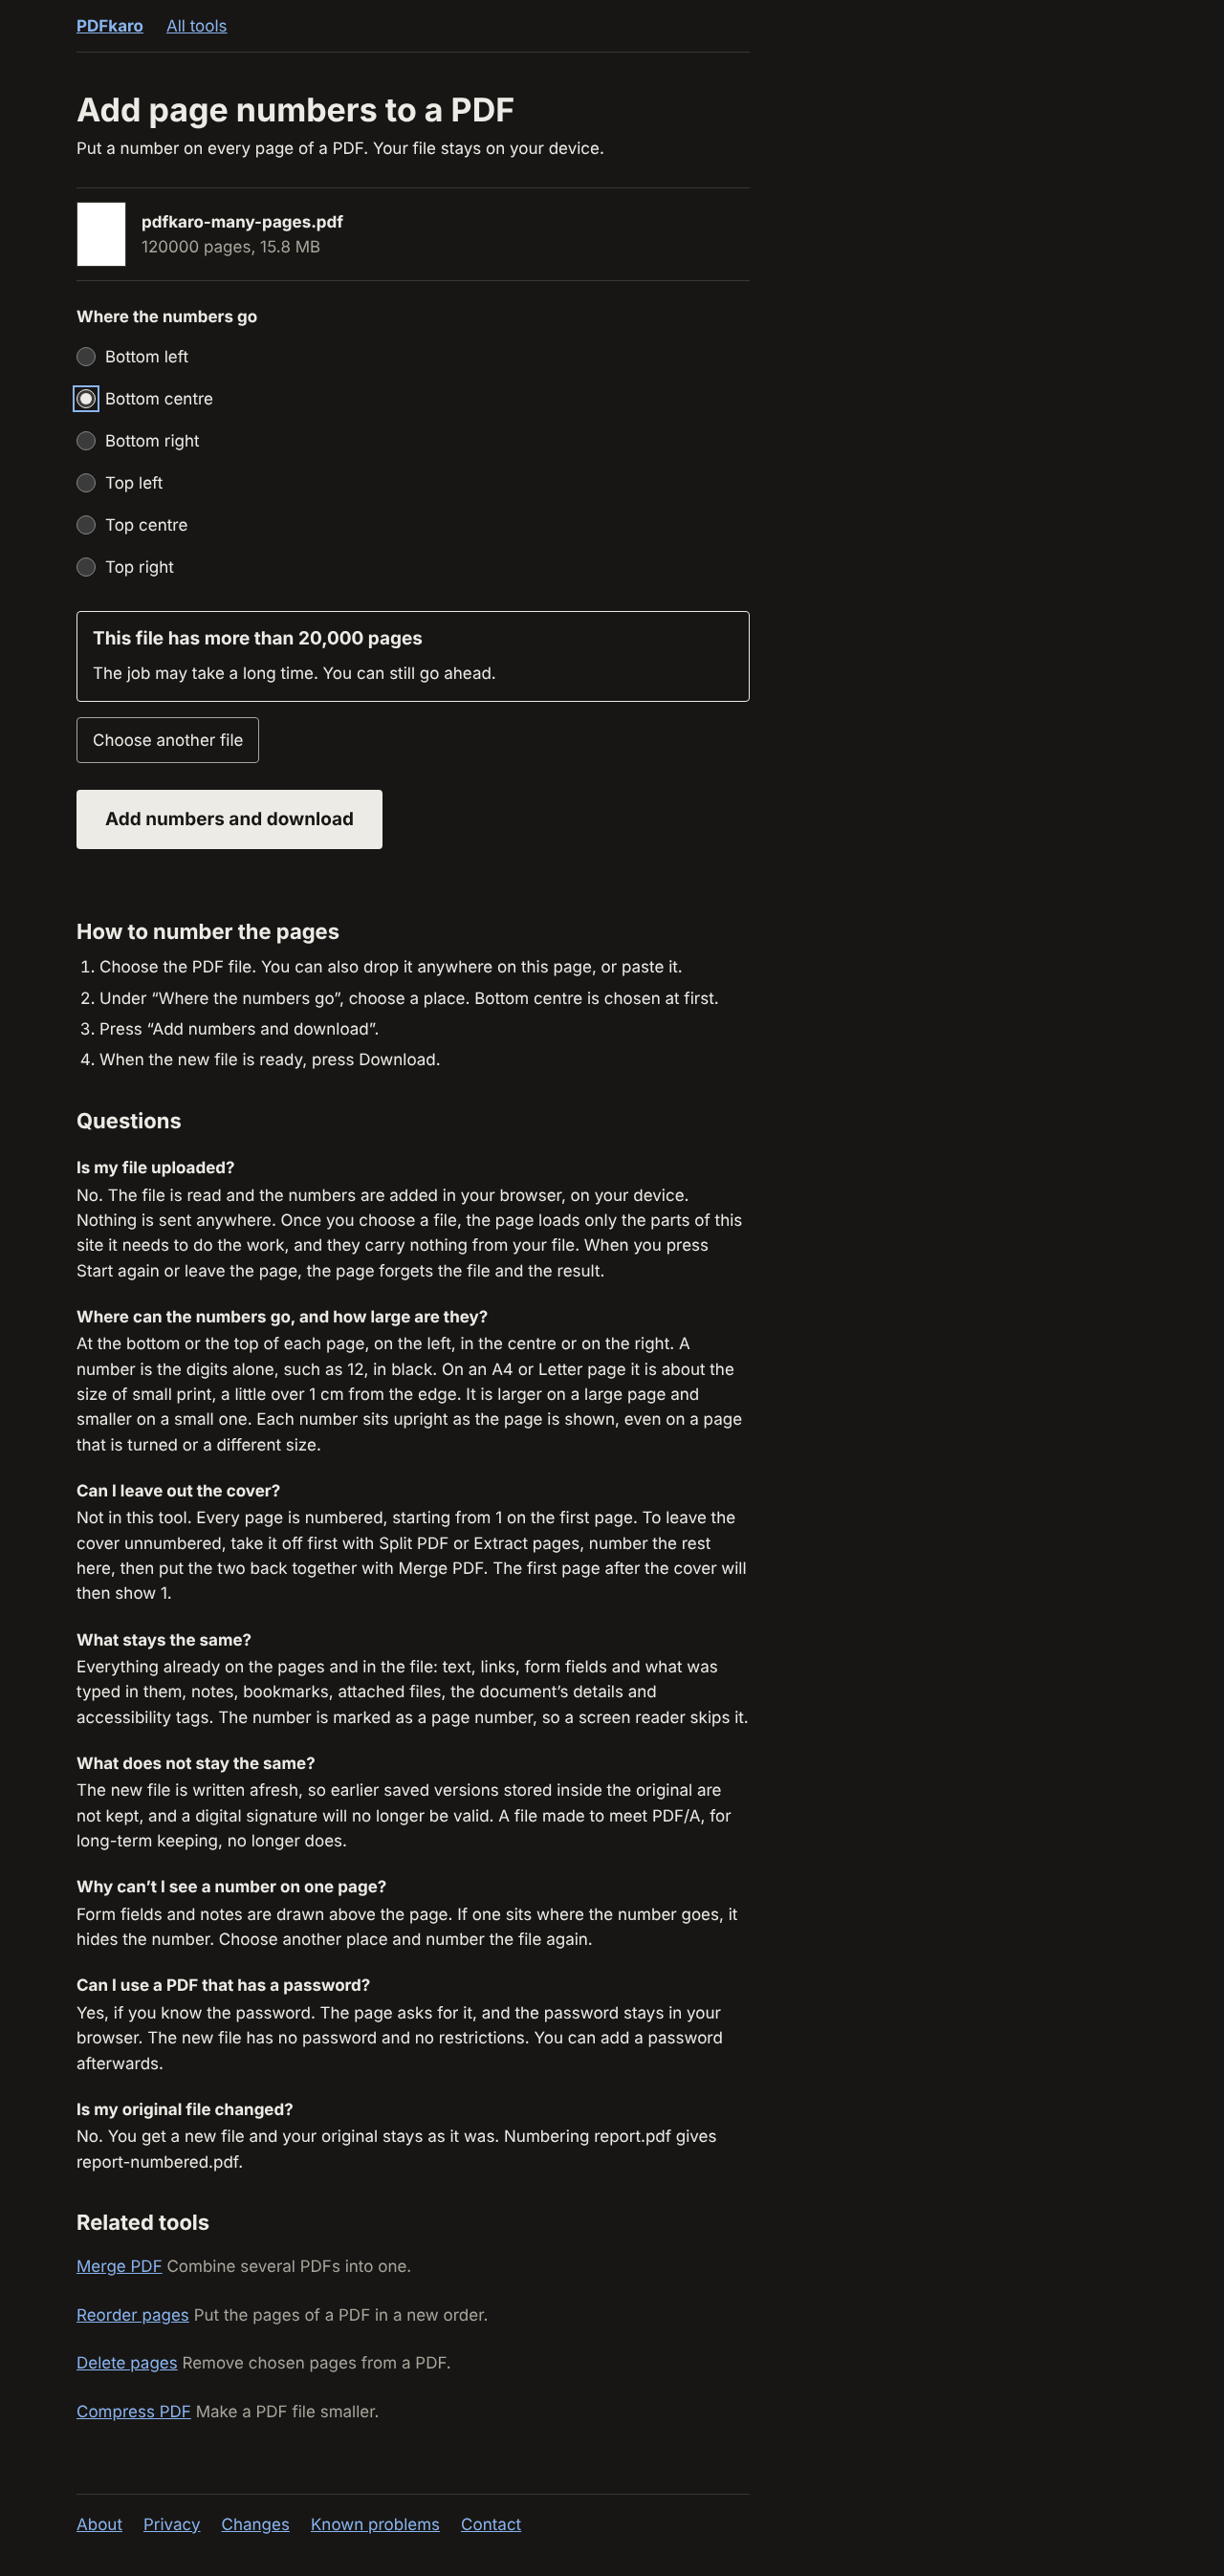 PDFkaro All tools
Add page numbers to a PDF
Put a number on every page of a PDF. Your file stays on your device.
pdfkaro-many-pages.pdf
120000 pages, 15.8 MB
Where the numbers go
Bottom left
Bottom centre
Bottom right
Top left
Top centre
Top right
This file has more than 20,000 pages
The job may take a long time. You can still go ahead.
Choose another file
Add numbers and download
How to number the pages
1. Choose the PDF file. You can also drop it anywhere on this page, or paste it.
2. Under “Where the numbers go”, choose a place. Bottom centre is chosen at first.
3. Press “Add numbers and download”.
4. When the new file is ready, press Download.
Questions
Is my file uploaded?
No. The file is read and the numbers are added in your browser, on your device.
Nothing is sent anywhere. Once you choose a file, the page loads only the parts of this
site it needs to do the work, and they carry nothing from your file. When you press
Start again or leave the page, the page forgets the file and the result.
Where can the numbers go, and how large are they?
At the bottom or the top of each page, on the left, in the centre or on the right. A
number is the digits alone, such as 12, in black. On an A4 or Letter page it is about the
size of small print, a little over 1 cm from the edge. It is larger on a large page and
smaller on a small one. Each number sits upright as the page is shown, even on a page
that is turned or a different size.
Can I leave out the cover?
Not in this tool. Every page is numbered, starting from 1 on the first page. To leave the
cover unnumbered, take it off first with Split PDF or Extract pages, number the rest
here, then put the two back together with Merge PDF. The first page after the cover will
then show 1.
What stays the same?
Everything already on the pages and in the file: text, links, form fields and what was
typed in them, notes, bookmarks, attached files, the document’s details and
accessibility tags. The number is marked as a page number, so a screen reader skips it.
What does not stay the same?
The new file is written afresh, so earlier saved versions stored inside the original are
not kept, and a digital signature will no longer be valid. A file made to meet PDF/A, for
long-term keeping, no longer does.
Why can’t I see a number on one page?
Form fields and notes are drawn above the page. If one sits where the number goes, it
hides the number. Choose another place and number the file again.
Can I use a PDF that has a password?
Yes, if you know the password. The page asks for it, and the password stays in your
browser. The new file has no password and no restrictions. You can add a password
afterwards.
Is my original file changed?
No. You get a new file and your original stays as it was. Numbering report.pdf gives
report-numbered.pdf.
Related tools
Merge PDF Combine several PDFs into one.
Reorder pages Put the pages of a PDF in a new order.
Delete pages Remove chosen pages from a PDF.
Compress PDF Make a PDF file smaller.
About Privacy Changes Known problems Contact